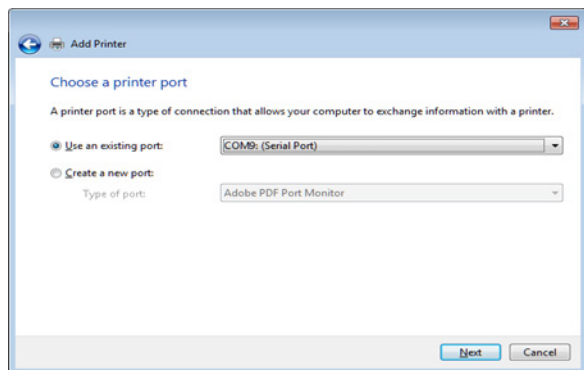 Add Printer
Choose a printer port
A printer port is a type of connection that allows your computer to exchange information with a printer.
Use an existing port: COM9: (Serial Port)
Create a new port:
Type of port: Adobe PDF Port Monitor
Next Cancel